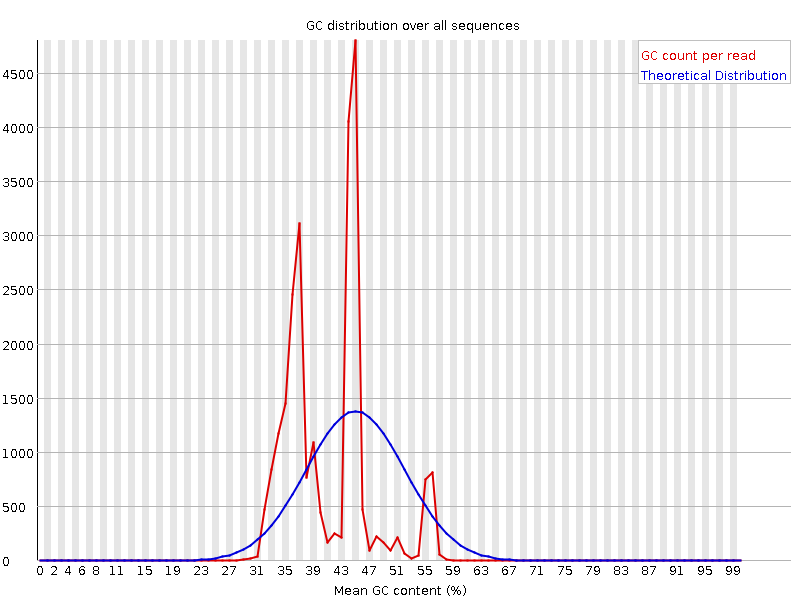 GC distribution over all sequences
GC count per read
Theoretical Distribution
4500
4000
3500
3000
2500
2000
1500
1000
500
0
0 2 4 6 8 11 15 19 23 27 31 35 39 43 47 51 55 59 63 67 71 75 79 83 87 91 95 99
Mean GC content (%)